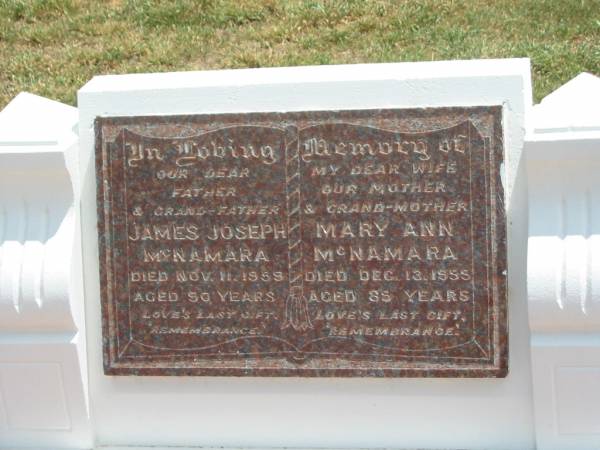 In Loving Memory of
OUR DEAR
FATHER
& GRAND-FATHER
JAMES JOSEPH
McNAMARA
DIED NOV. 11. 1958
AGED 90 YEARS
LOVE'S LAST GIFT,
REMEMBRANCE.
MY DEAR WIFE
OUR MOTHER
& GRAND-MOTHER
MARY ANN
McNAMARA
DIED DEC. 13. 1955
AGED 85 YEARS
LOVE'S LAST GIFT,
REMEMBRANCE.